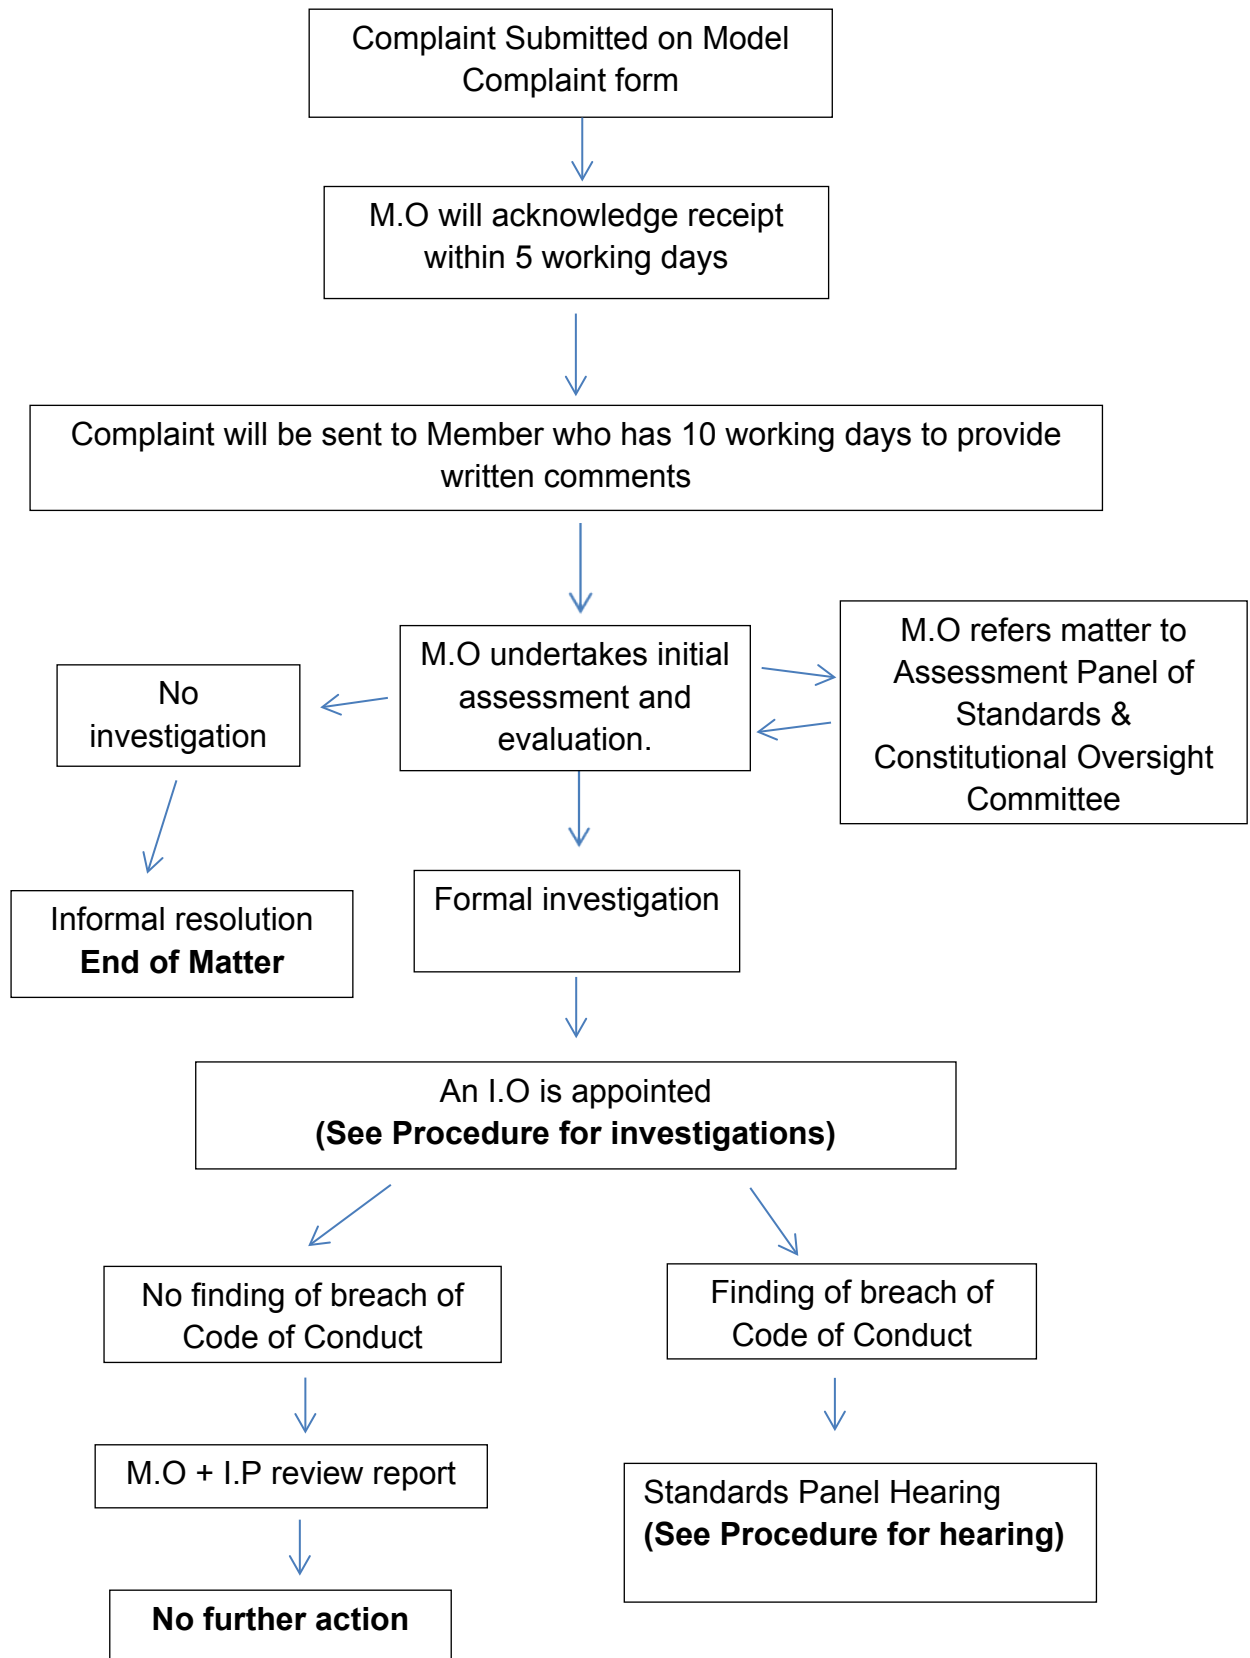 Complaint Submitted on Model
Complaint form
M.O will acknowledge receipt
within 5 working days
Complaint will be sent to Member who has 10 working days to provide
written comments
M.O undertakes initial
assessment and
evaluation.
M.O refers matter to
Assessment Panel of
Standards &
Constitutional Oversight
Committee
No
investigation
Informal resolution
End of Matter
Formal investigation
An I.O is appointed
(See Procedure for investigations)
No finding of breach of
Code of Conduct
Finding of breach of
Code of Conduct
M.O + I.P review report
Standards Panel Hearing
(See Procedure for hearing)
No further action